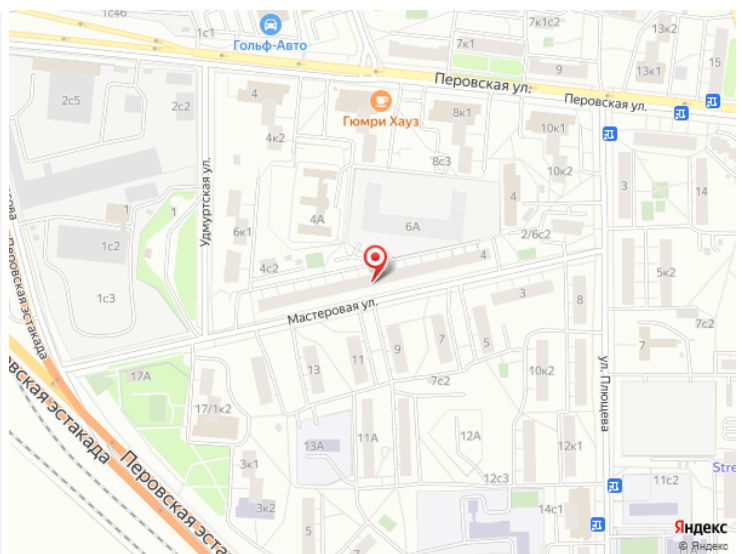 1с46
1с1
Гольф-Авто
7к1с2
7к1
9
13к2
13к1
15
Перовская ул.
Перовская ул.
2с5
2с2
4
4к2
Гюмри Хауз
8к1
10к1
8с3
10к2
4
3
14
Удмуртская ул.
4А
6А
1
1
6к1
2/6с2
1с2
4с2
4
5к2
1с3
Мастеровая ул.
3
8
7с2
7
Перовская эстакада
17А
13
11
9
7
5
10к2
7с2
ул. Плющева
17/1к2
13А
11А
12А
12к1
3к1
3к2
12с3
11с2
5
7
14с1
Перовская эста
вская эстакада
Stre
Яндекс
© Яндекс